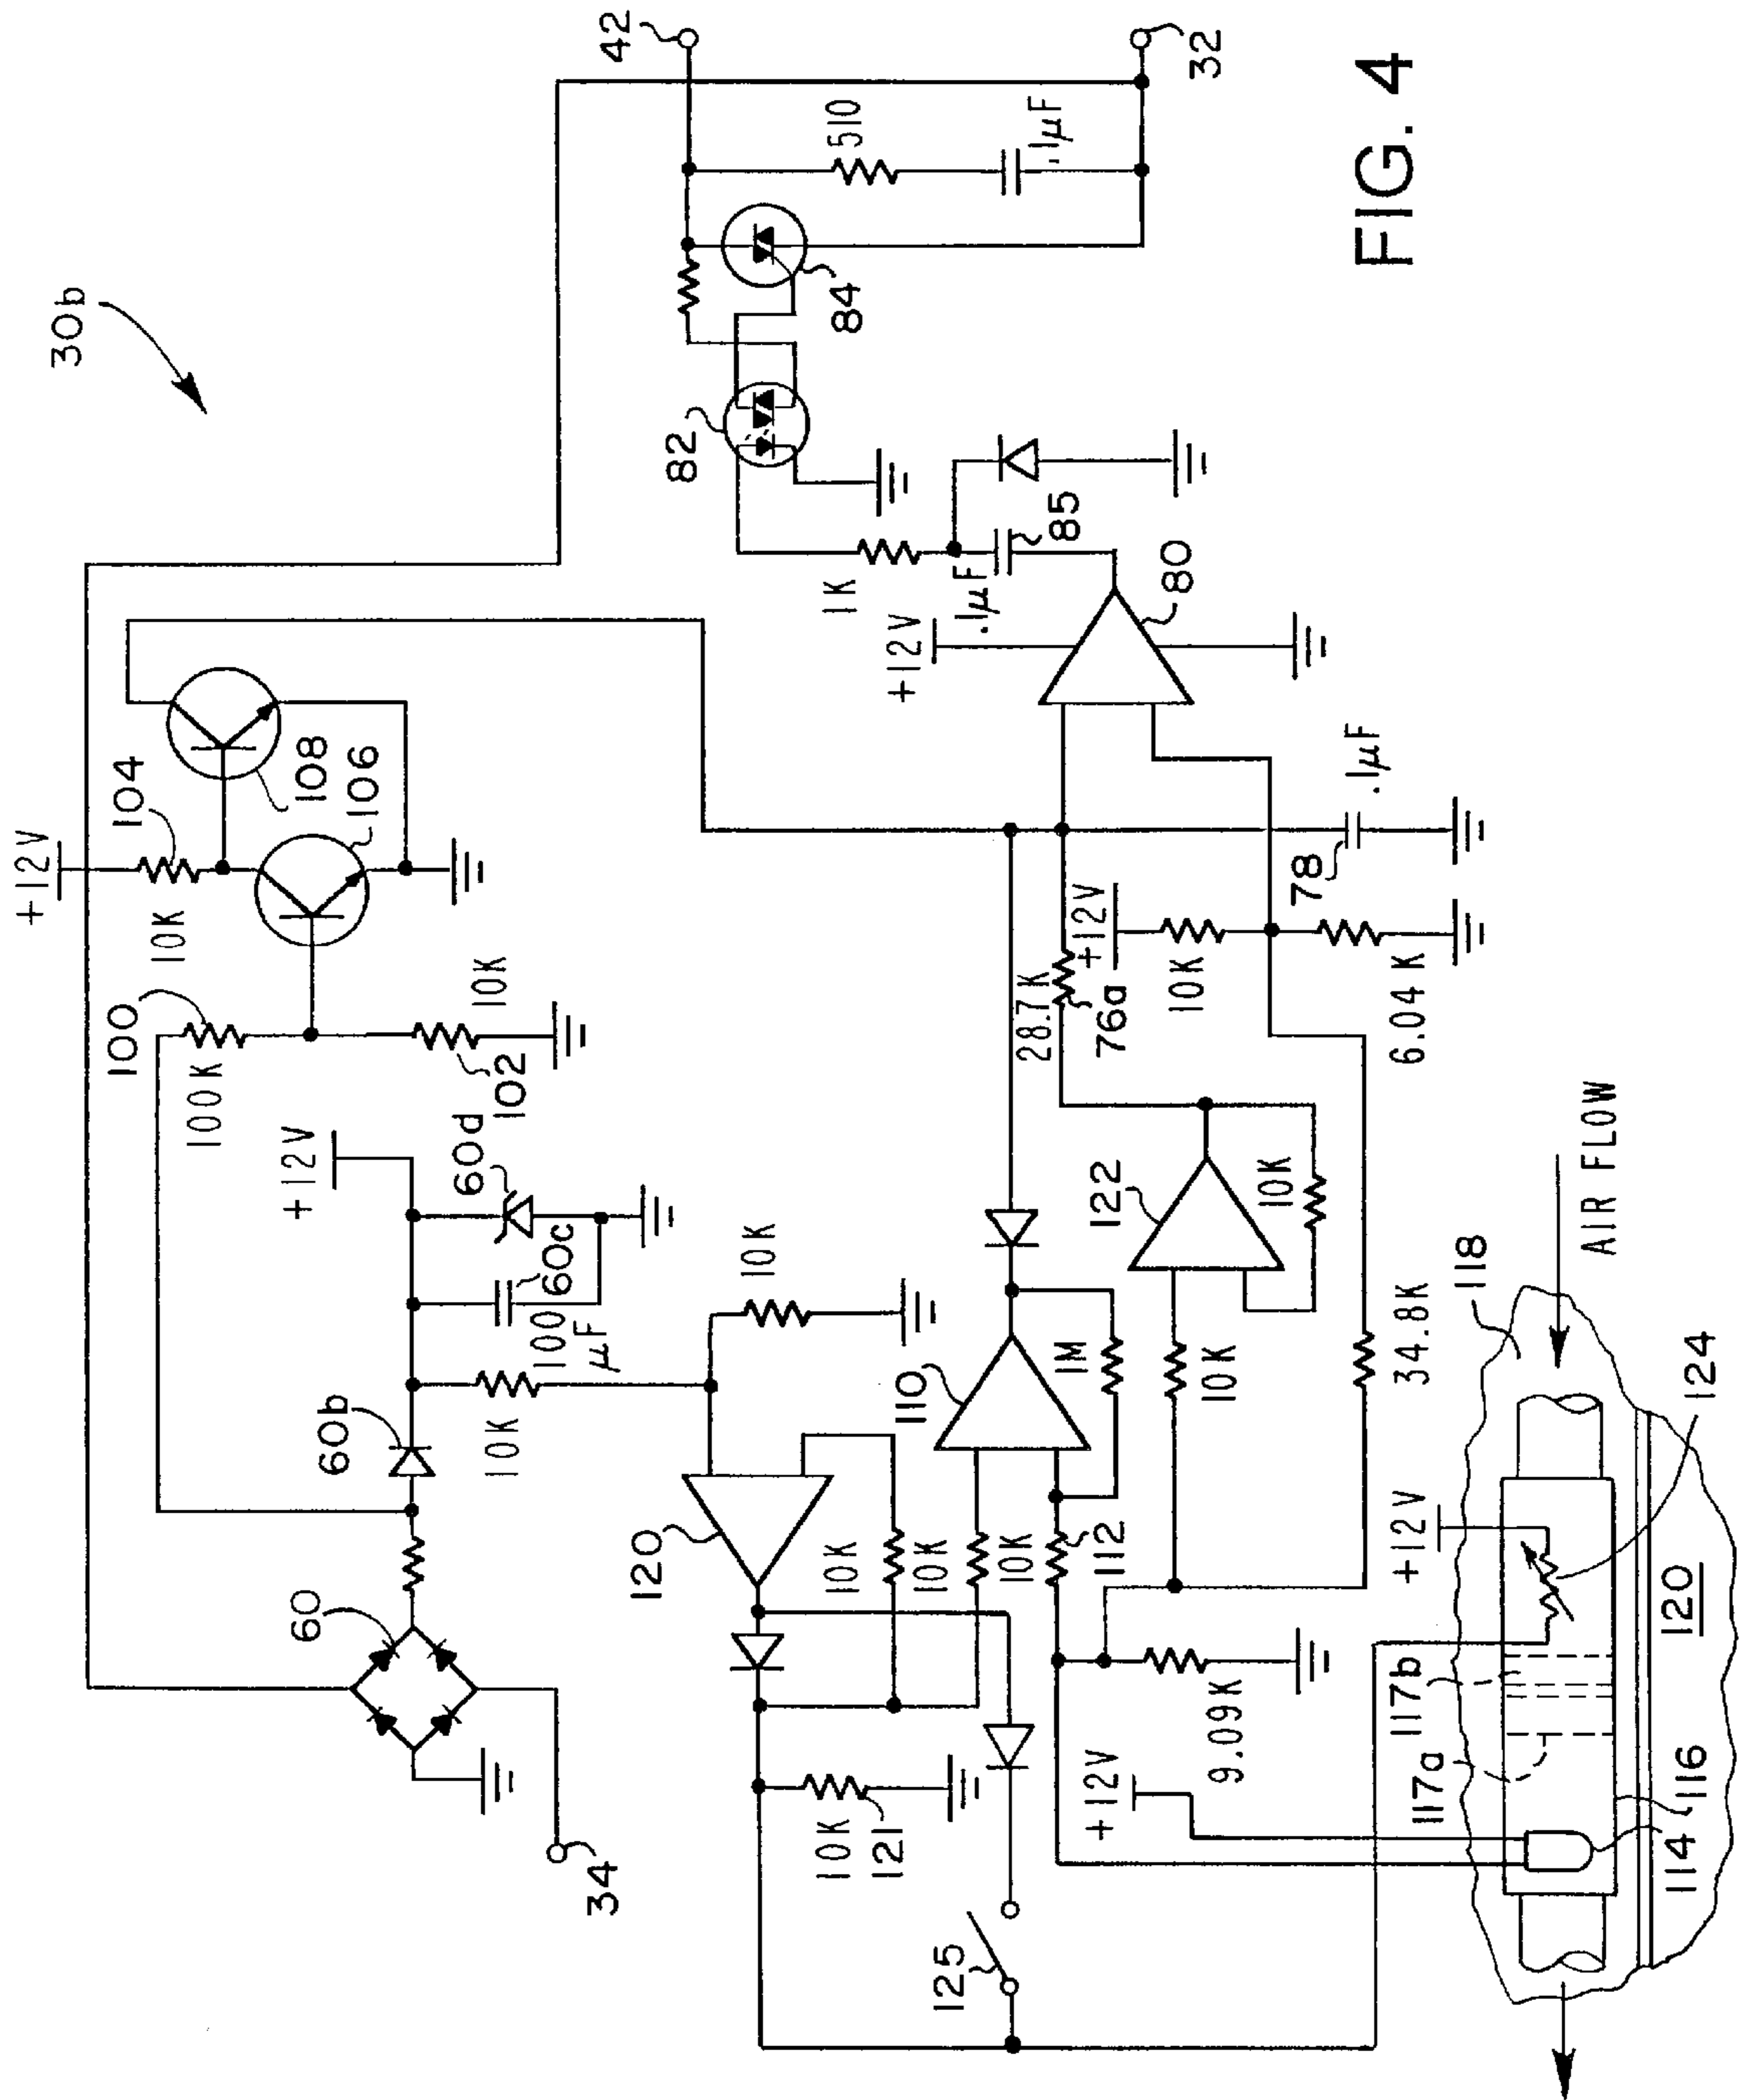 30b
42
32
510
.1µF
FIG. 4
84
82
1K
.1µF
85
+12V
80
+12V
104
10K
108
106
100
100K
10K
102
+12V
60d
60c
100
µF
60b
10K
10K
60
34
120
10K
10K
10K
112
110
1M
28.7K
76a
+12V
10K
78
.1µF
6.04K
122
10K
10K
34.8K
10K
121
125
9.09K
+12V
+12V
118
AIR FLOW
124
120
117b
117a
116
114